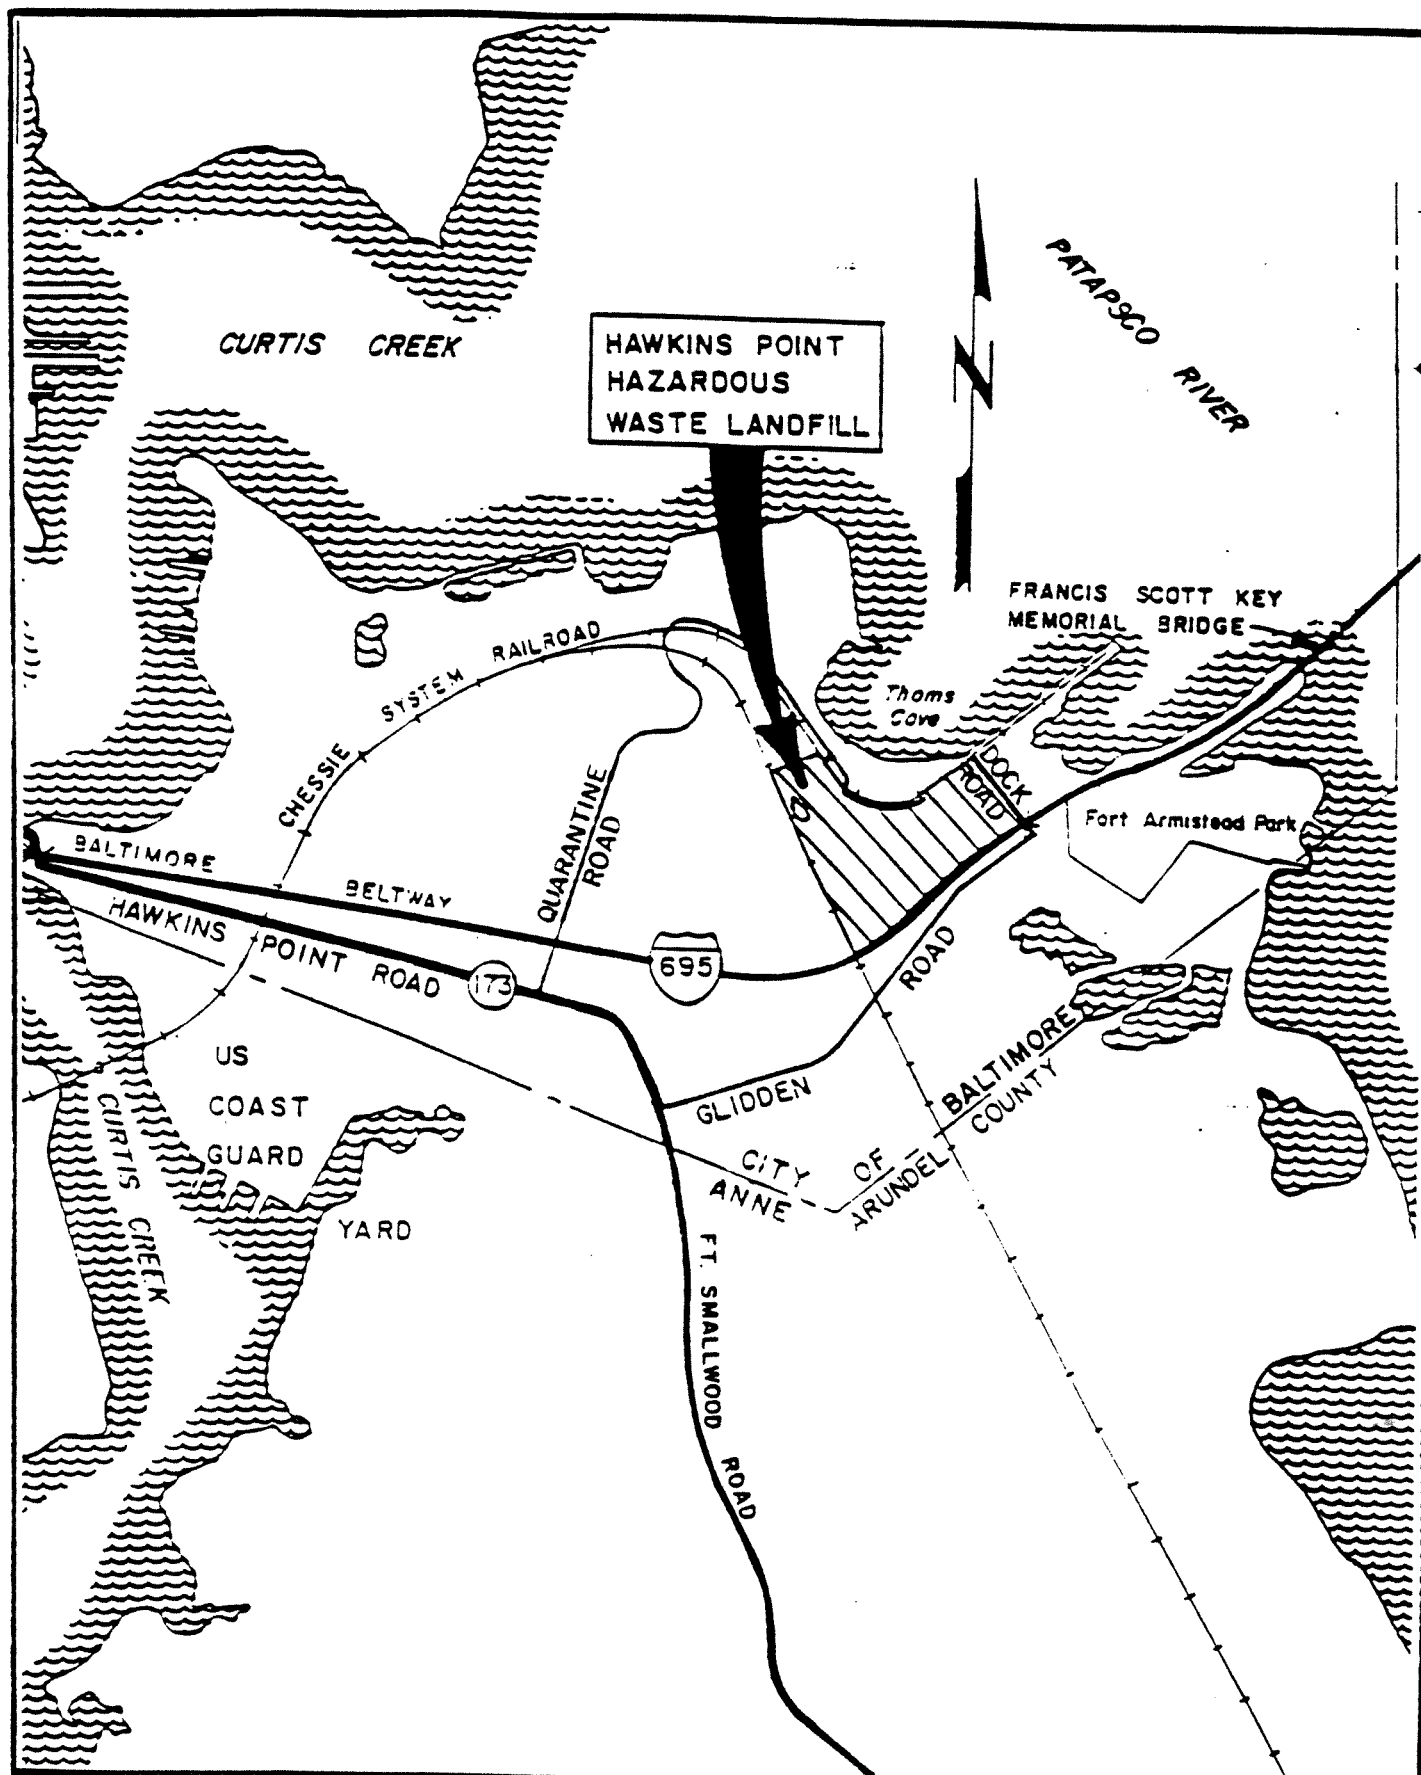 PATAPSCO RIVER
CURTIS CREEK
HAWKINS POINT
HAZARDOUS
WASTE LANDFILL
N
FRANCIS SCOTT KEY
MEMORIAL BRIDGE
CHESSIE SYSTEM RAILROAD
Thoms
Cove
DOCK
ROAD
Fort Armistead Park
QUARANTINE
ROAD
BALTIMORE BELTWAY
HAWKINS POINT ROAD
173
695
GLIDDEN ROAD
US
COAST
GUARD
YARD
CURTIS CREEK
CITY OF BALTIMORE
ANNE ARUNDEL COUNTY
FT. SMALLWOOD ROAD